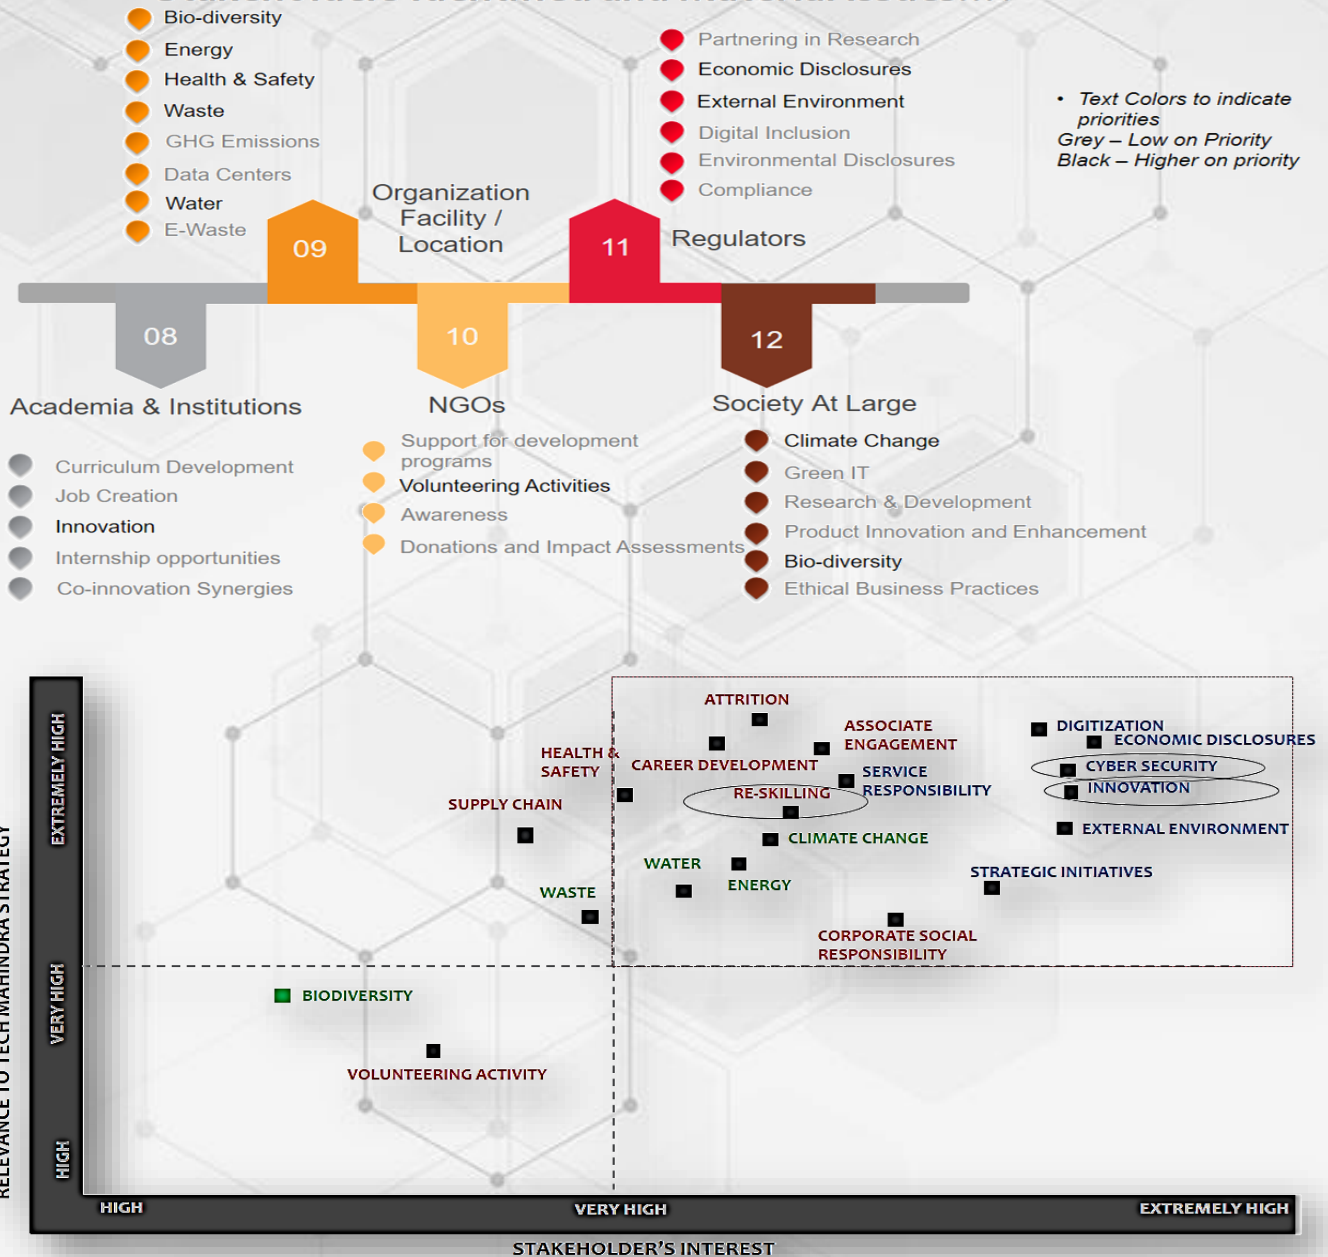 Bio-diversity
Energy
Health & Safety
Waste
GHG Emissions
Data Centers
Water
E-Waste
09
Organization
Facility /
Location
Partnering in Research
Economic Disclosures
External Environment
Digital Inclusion
Environmental Disclosures
Compliance
11
Regulators
• Text Colors to indicate
priorities
Grey – Low on Priority
Black – Higher on priority
08
Academia & Institutions
Curriculum Development
Job Creation
Innovation
Internship opportunities
Co-innovation Synergies
10
NGOs
Support for development
programs
Volunteering Activities
Awareness
Donations and Impact Assessments
12
Society At Large
Climate Change
Green IT
Research & Development
Product Innovation and Enhancement
Bio-diversity
Ethical Business Practices
RELEVANCE TO TECH MAHINDRA STRATEGY
EXTREMELY HIGH
VERY HIGH
HIGH
ATTRITION
ASSOCIATE
ENGAGEMENT
DIGITIZATION
ECONOMIC DISCLOSURES
HEALTH &
SAFETY
CAREER DEVELOPMENT
SERVICE
RESPONSIBILITY
CYBER SECURITY
INNOVATION
SUPPLY CHAIN
RE-SKILLING
CLIMATE CHANGE
EXTERNAL ENVIRONMENT
WATER
ENERGY
STRATEGIC INITIATIVES
WASTE
CORPORATE SOCIAL
RESPONSIBILITY
BIODIVERSITY
VOLUNTEERING ACTIVITY
HIGH
VERY HIGH
EXTREMELY HIGH
STAKEHOLDER'S INTEREST